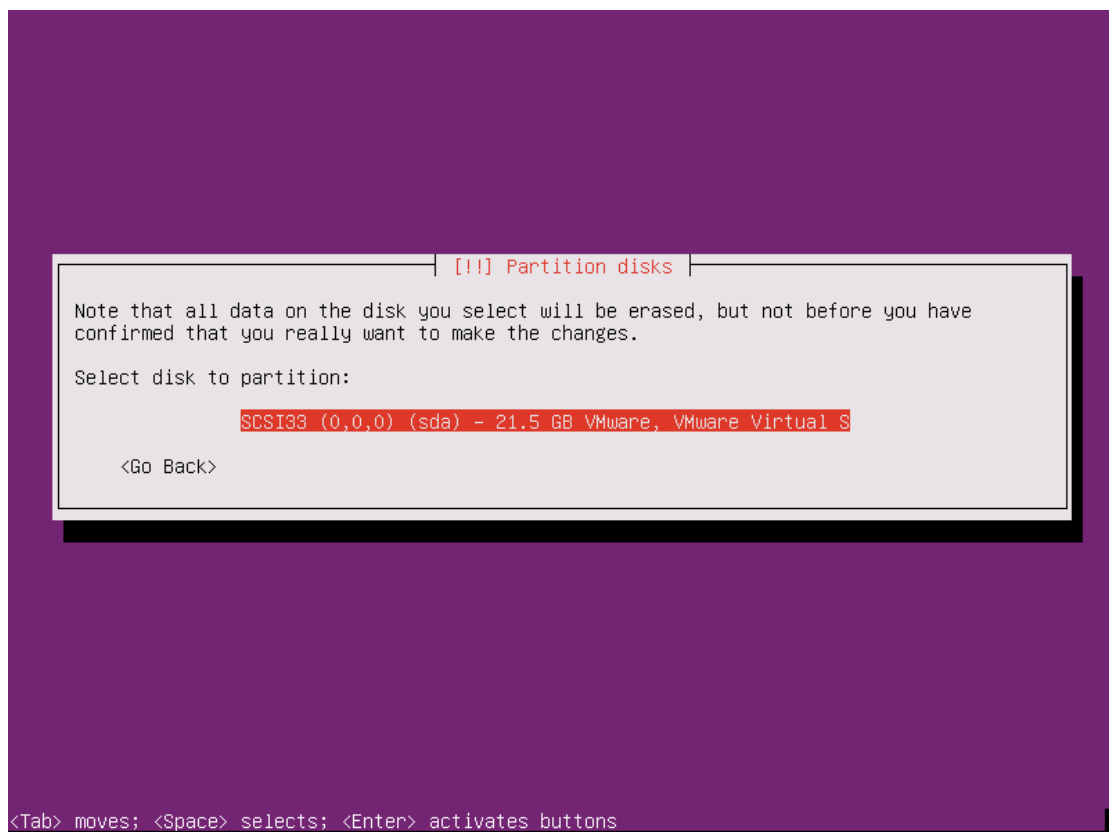 [!!] Partition disks
Note that all data on the disk you select will be erased, but not before you have
confirmed that you really want to make the changes.
Select disk to partition:
SCSI33 (0,0,0) (sda) – 21.5 GB VMware, VMware Virtual S
<Go Back>
<Tab> moves; <Space> selects; <Enter> activates buttons